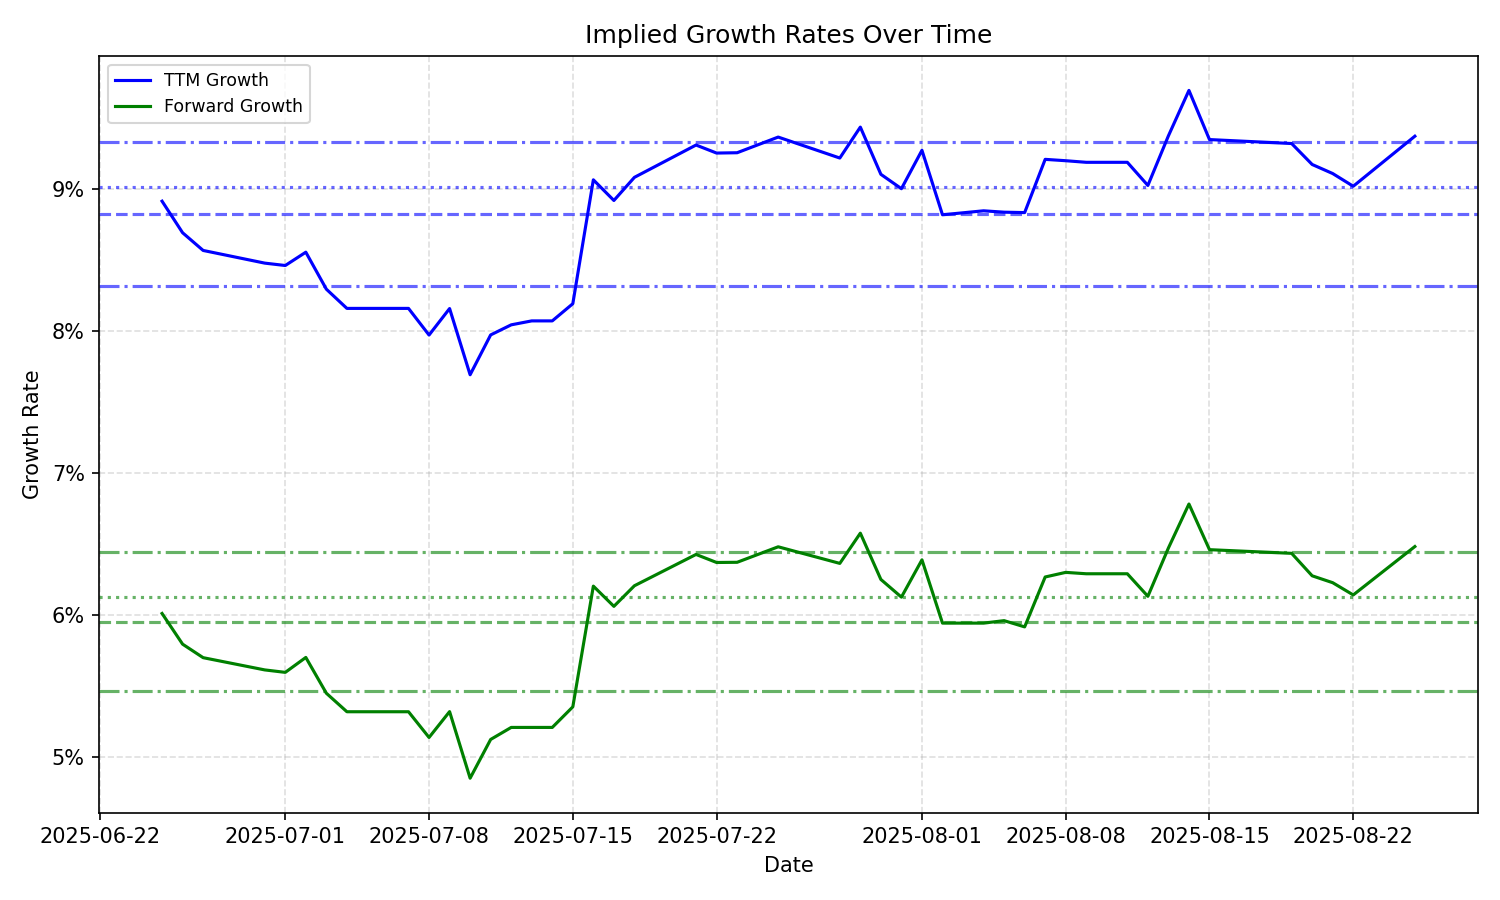 Implied Growth Rates Over Time
TTM Growth
Forward Growth
9%
8%
7%
6%
5%
Growth Rate
2025-06-22 2025-07-01 2025-07-08 2025-07-15 2025-07-22 2025-08-01 2025-08-08 2025-08-15 2025-08-22
Date